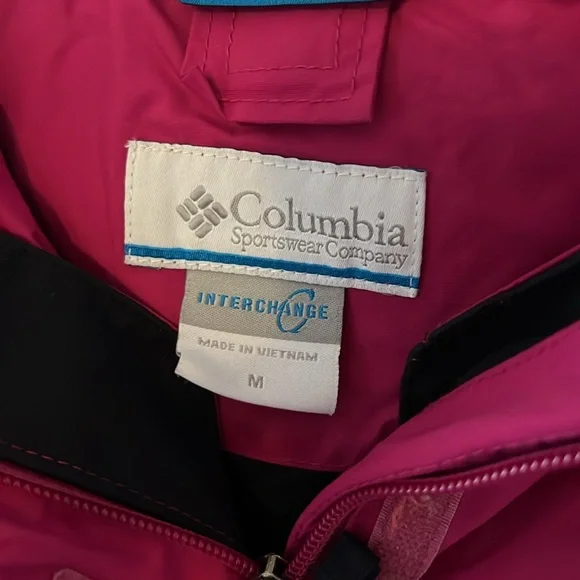 Columbia
Sportswear Company
INTERCHANGE
MADE IN VIETNAM
M